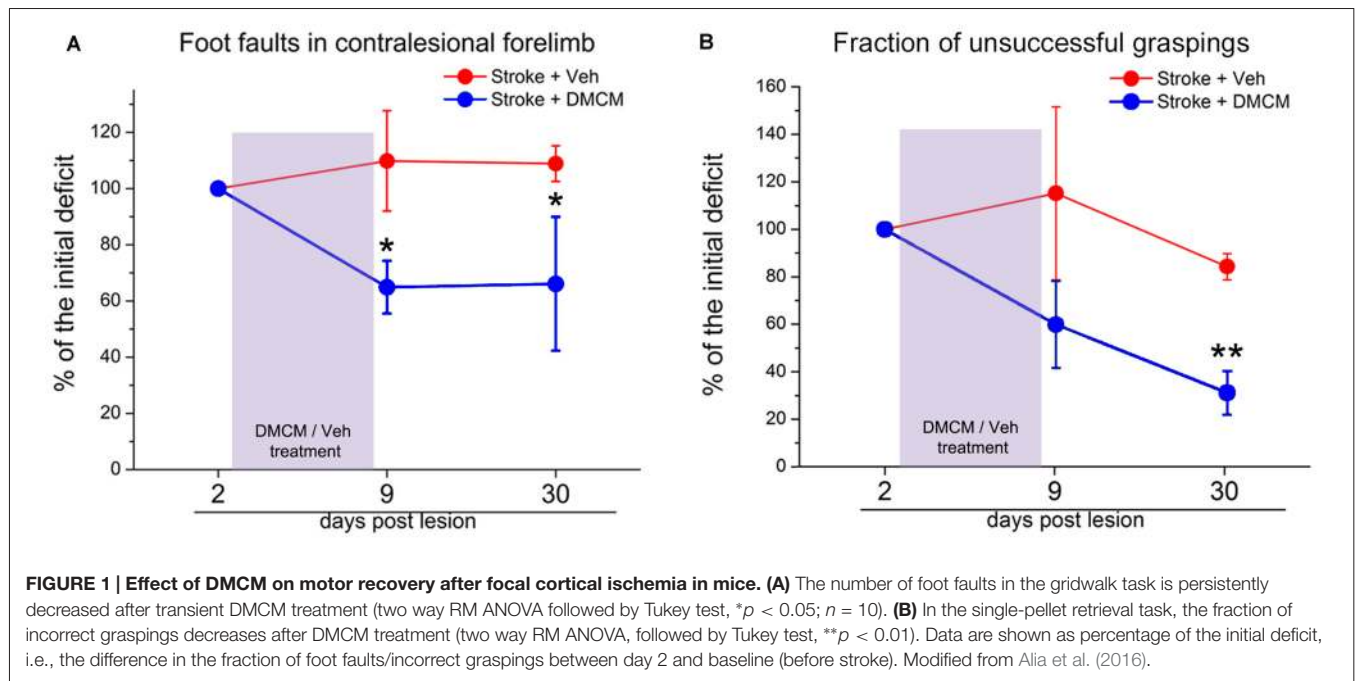 A Foot faults in contralesional forelimb
Stroke + Veh
Stroke + DMCM
% of the initial deficit
120
100
80
60
40
20
0
*
*
DMCM / Veh
treatment
2 9 30
days post lesion
B Fraction of unsuccessful graspings
Stroke + Veh
Stroke + DMCM
% of the initial deficit
160
140
120
100
80
60
40
20
0
**
DMCM / Veh
treatment
2 9 30
days post lesion
FIGURE 1 | Effect of DMCM on motor recovery after focal cortical ischemia in mice. (A) The number of foot faults in the gridwalk task is persistently
decreased after transient DMCM treatment (two way RM ANOVA followed by Tukey test, *p < 0.05; n = 10). (B) In the single-pellet retrieval task, the fraction of
incorrect graspings decreases after DMCM treatment (two way RM ANOVA, followed by Tukey test, **p < 0.01). Data are shown as percentage of the initial deficit,
i.e., the difference in the fraction of foot faults/incorrect graspings between day 2 and baseline (before stroke). Modified from Alia et al. (2016).